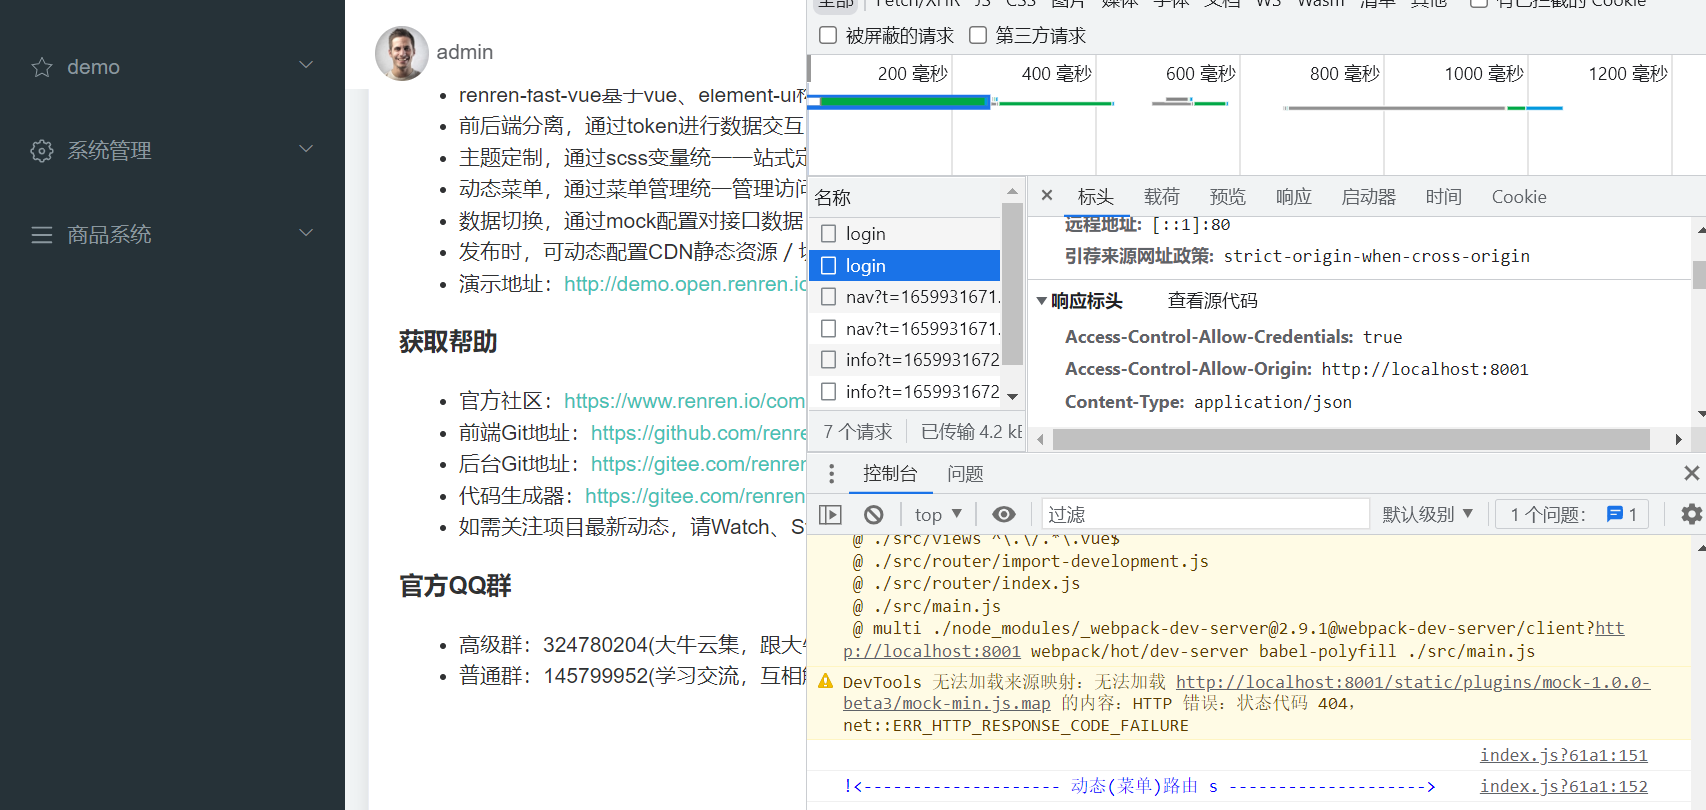 demo
系统管理
商品系统
admin
renren-fast-vue基于vue、element-ui
前后端分离，通过token进行数据交互
主题定制，通过scss变量统一一站式定
动态菜单，通过菜单管理统一管理访问
数据切换，通过mock配置对接口数据
发布时，可动态配置CDN静态资源／切
演示地址：http://demo.open.renren.io
获取帮助
官方社区：https://www.renren.io/com
前端Git地址：https://github.com/renre
后台Git地址：https://gitee.com/renren
代码生成器：https://gitee.com/renren
如需关注项目最新动态，请Watch、S
官方QQ群
高级群：324780204(大牛云集，跟大牛
普通群：145799952(学习交流，互相解
全部 Fetch/XHR JS CSS 图片 媒体 字体 文档 WS Wasm 清单 其他 有已拦截的 Cookie
被屏蔽的请求 第三方请求
200 毫秒 400 毫秒 600 毫秒 800 毫秒 1000 毫秒 1200 毫秒
名称
login
login
nav?t=1659931671.
nav?t=1659931671.
info?t=1659931672
info?t=1659931672
7 个请求 已传输 4.2 kE
× 标头 载荷 预览 响应 启动器 时间 Cookie
远程地址: [::1]:80
引荐来源网址政策: strict-origin-when-cross-origin
响应标头 查看源代码
Access-Control-Allow-Credentials: true
Access-Control-Allow-Origin: http://localhost:8001
Content-Type: application/json
控制台 问题
top 过滤 默认级别 1 个问题: 1
@ ./src/views ^\.\/.*\.vue$
@ ./src/router/import-development.js
@ ./src/router/index.js
@ ./src/main.js
@ multi ./node_modules/_webpack-dev-server@2.9.1@webpack-dev-server/client?htt
p://localhost:8001 webpack/hot/dev-server babel-polyfill ./src/main.js
DevTools 无法加载来源映射：无法加载 http://localhost:8001/static/plugins/mock-1.0.0-
beta3/mock-min.js.map 的内容：HTTP 错误：状态代码 404，
net::ERR_HTTP_RESPONSE_CODE_FAILURE
index.js?61a1:151
!<-------------------- 动态(菜单)路由 s --------------------> index.js?61a1:152